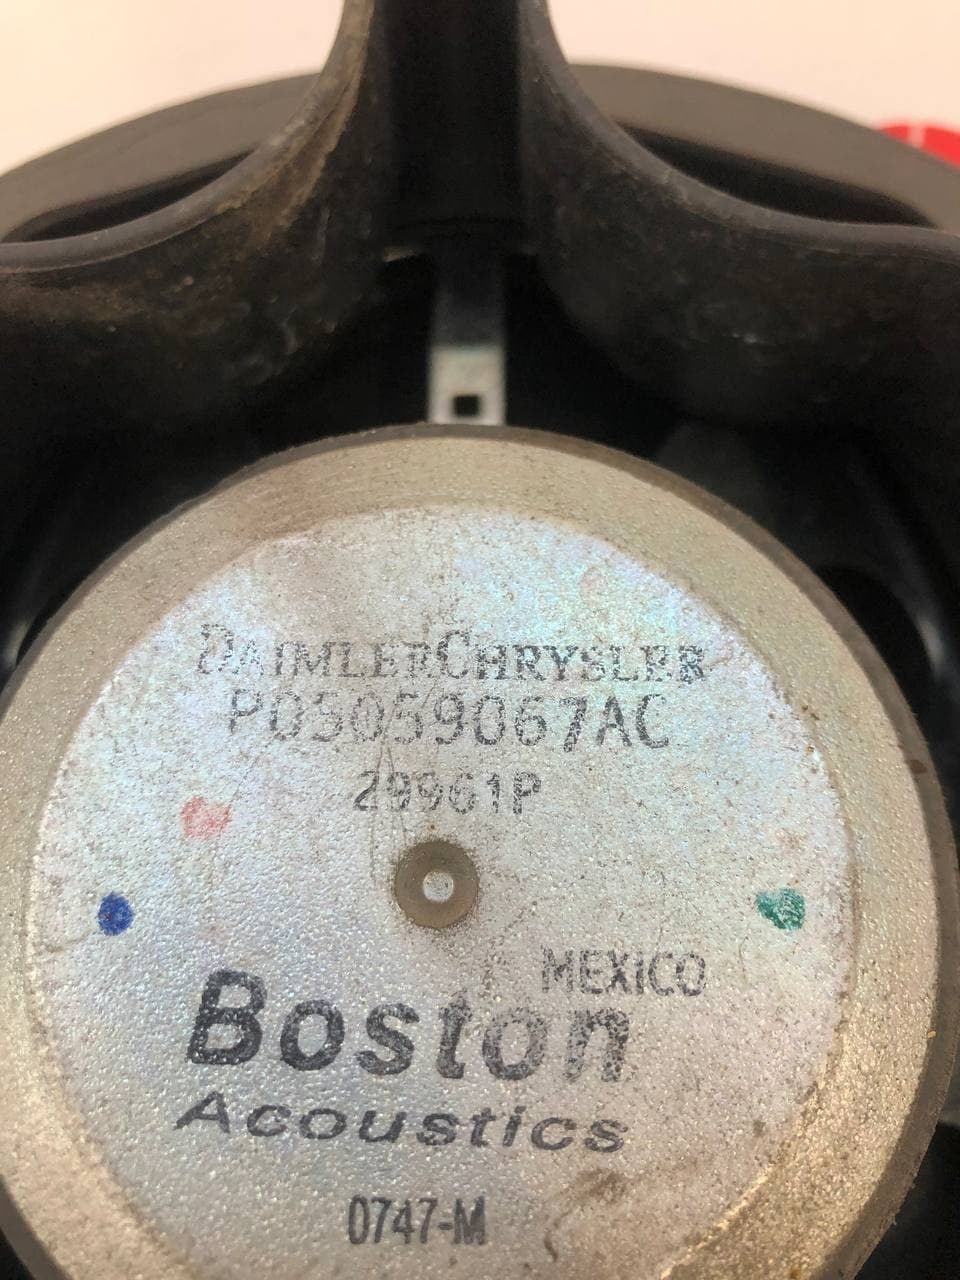 DAIMLERCHRYSLER
P05059067AC
29961P
MEXICO
Boston
Acoustics
0747-M